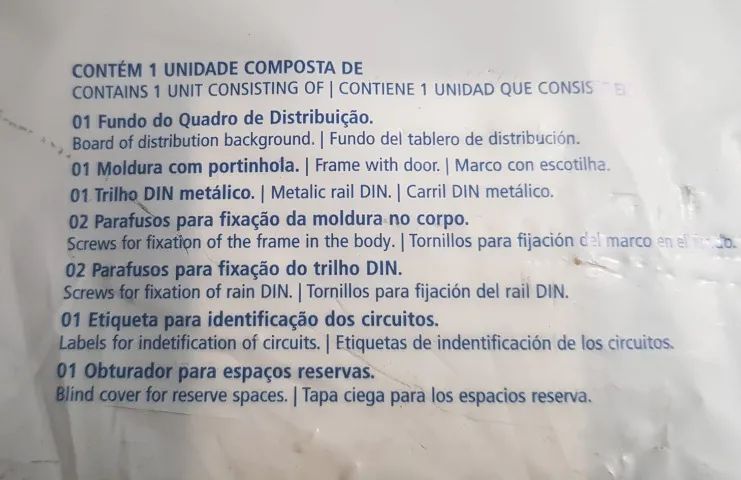 CONTÉM 1 UNIDADE COMPOSTA DE
CONTAINS 1 UNIT CONSISTING OF | CONTIENE 1 UNIDAD QUE CONSIS
01 Fundo do Quadro de Distribuição.
Board of distribution background. | Fundo del tablero de distribución.
01 Moldura com portinhola. | Frame with door. | Marco con escotilha.
01 Trilho DIN metálico. | Metalic rail DIN. | Carril DIN metálico.
02 Parafusos para fixação da moldura no corpo.
Screws for fixation of the frame in the body. | Tornillos para fijación del marco en el
02 Parafusos para fixação do trilho DIN.
Screws for fixation of rain DIN. | Tornillos para fijación del rail DIN.
01 Etiqueta para identificação dos circuitos.
Labels for indetification of circuits. | Etiquetas de indentificación de los circuitos.
01 Obturador para espaços reservas.
Blind cover for reserve spaces. | Tapa ciega para los espacios reserva.